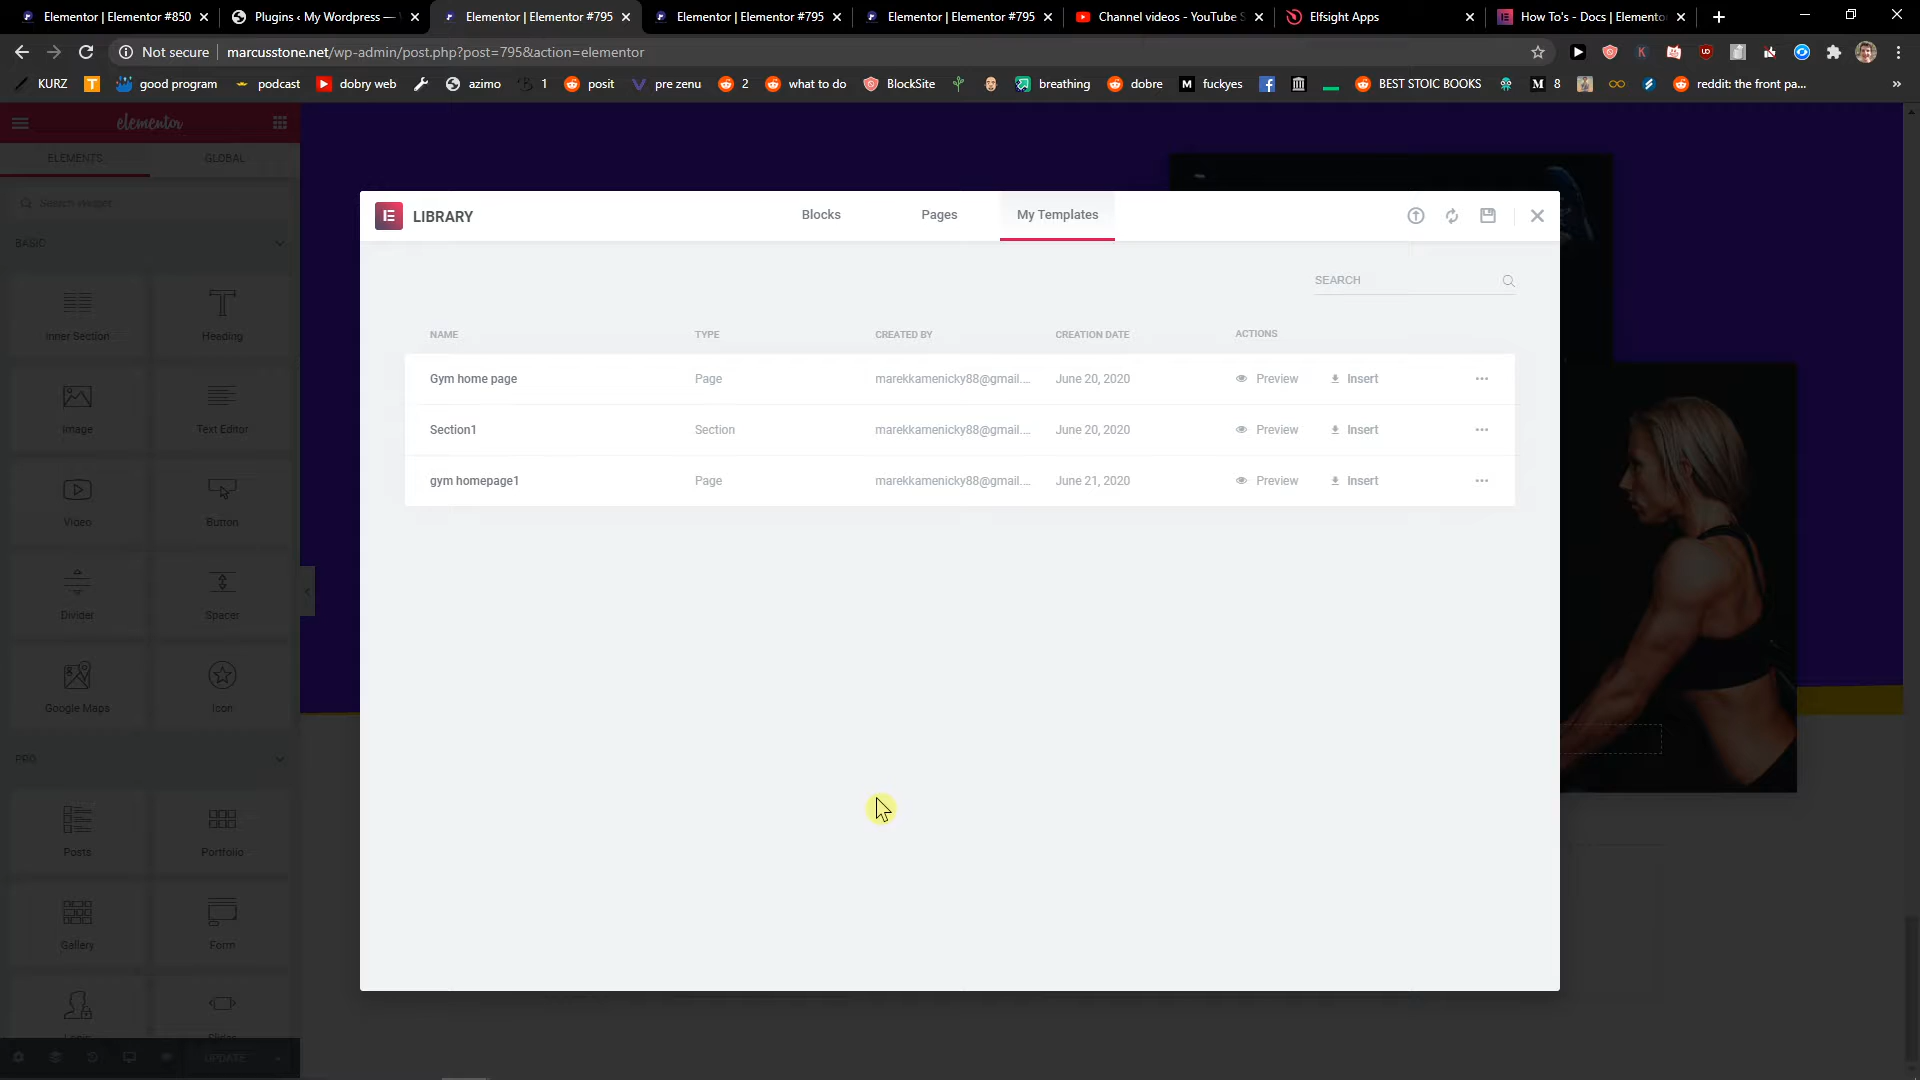 Elementor | Elementor #850
Plugins ‹ My Wordpress —
Elementor | Elementor #795
Elementor | Elementor #795
Elementor | Elementor #795
Channel videos - YouTube S
Elfsight Apps
How To's - Docs | Elemento
Not secure
marcusstone.net/wp-admin/post.php?post=795&action=elementor
KURZ
good program
podcast
dobry web
azimo
1
posit
pre zenu
2
what to do
BlockSite
breathing
dobre
fuckyes
BEST STOIC BOOKS
8
reddit: the front pa...
elementor
ELEMENTS
GLOBAL
Search Widget...
BASIC
Inner Section
Heading
Image
Text Editor
Video
Button
Divider
Spacer
Google Maps
Icon
PRO
Posts
Portfolio
Gallery
Form
UPDATE
LIBRARY
Blocks
Pages
My Templates
SEARCH
NAME
TYPE
CREATED BY
CREATION DATE
ACTIONS
Gym home page
Page
marekkamenicky88@gmail....
June 20, 2020
Preview
Insert
Section1
Section
marekkamenicky88@gmail....
June 20, 2020
Preview
Insert
gym homepage1
Page
marekkamenicky88@gmail....
June 21, 2020
Preview
Insert